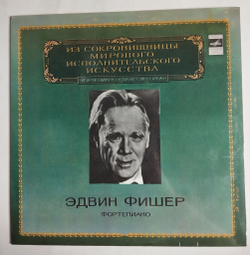 ИЗ СОКРОВИЩНИЦЫ
МИРОВОГО
ИСПОЛНИТЕЛЬСКОГО
ИСКУССТВА
ЭДВИН ФИШЕР
ФОРТЕПИАНО